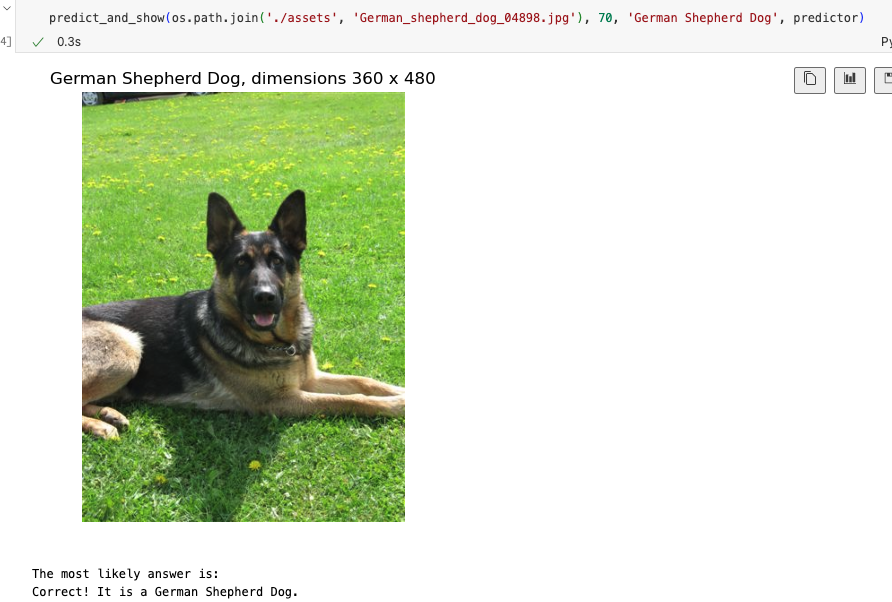 predict_and_show(os.path.join('./assets', 'German_shepherd_dog_04898.jpg'), 70, 'German Shepherd Dog', predictor)
4]
0.3s
Py
German Shepherd Dog, dimensions 360 x 480
The most likely answer is:
Correct! It is a German Shepherd Dog.